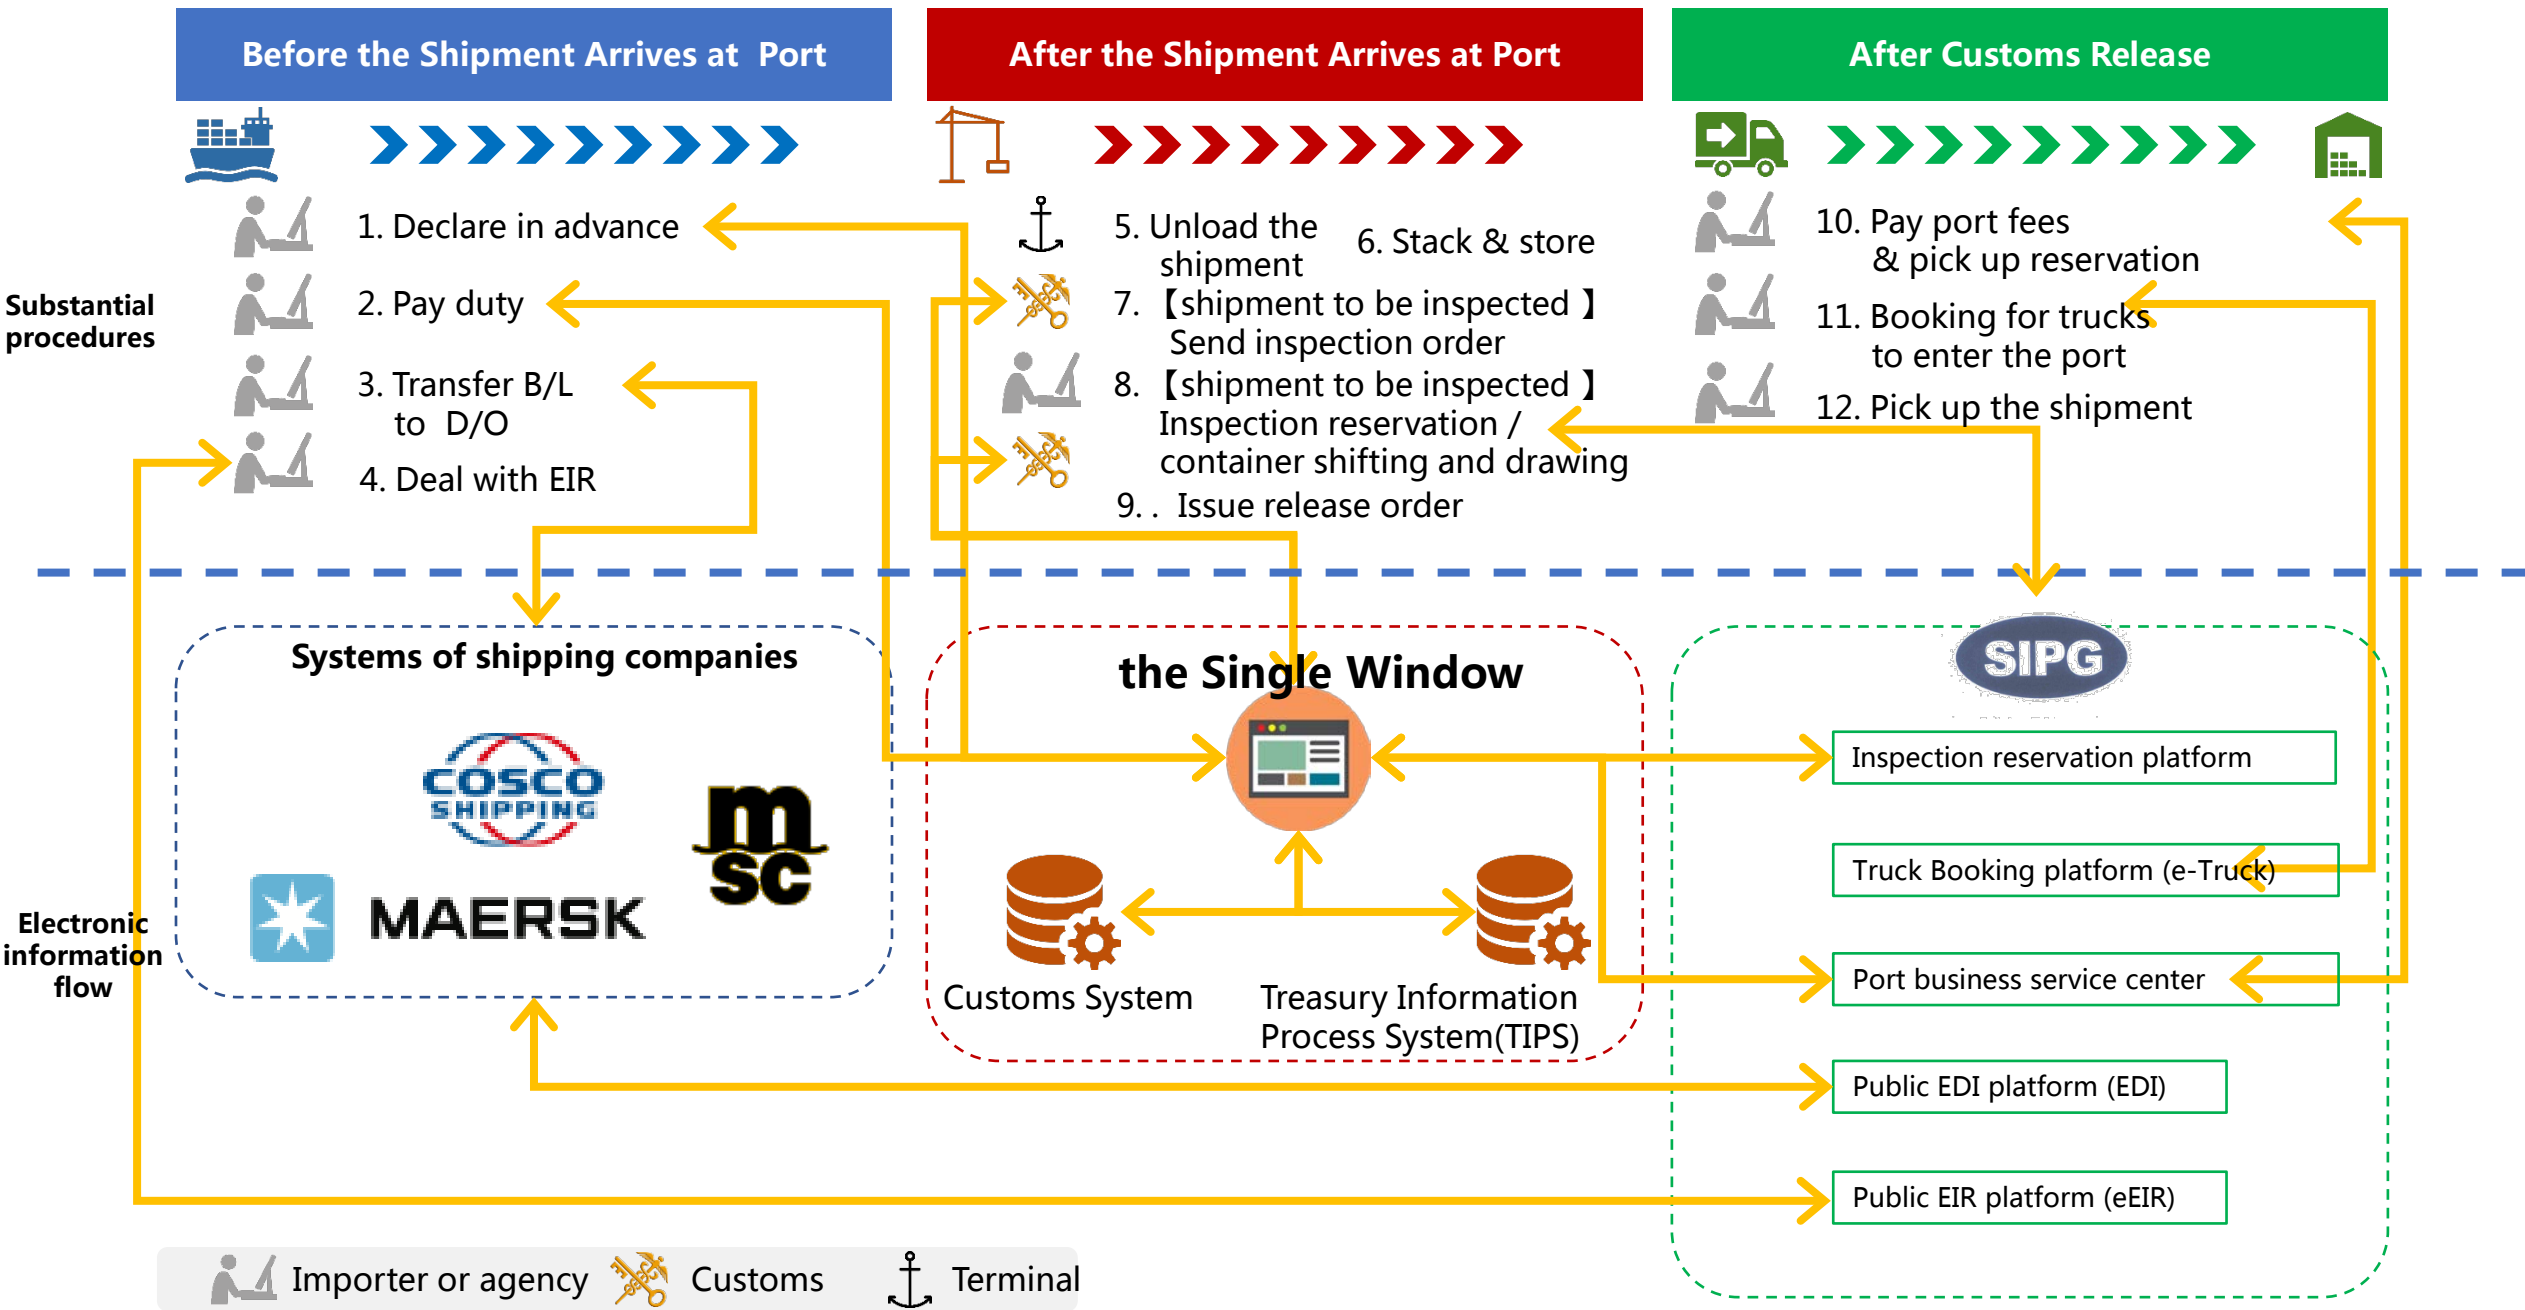 Before the Shipment Arrives at  Port
After the Shipment Arrives at Port
After Customs Release
Substantial
procedures
1. Declare in advance
2. Pay duty
3. Transfer B/L
to  D/O
4. Deal with EIR
5. Unload the
shipment
6. Stack & store
7. 【shipment to be inspected 】
Send inspection order
8. 【shipment to be inspected 】
Inspection reservation /
container shifting and drawing
9. .  Issue release order
10. Pay port fees
& pick up reservation
11. Booking for trucks
to enter the port
12. Pick up the shipment
Electronic
information
flow
Systems of shipping companies
COSCO
SHIPPING
msc
MAERSK
the Single Window
Customs System
Treasury Information
Process System(TIPS)
SIPG
Inspection reservation platform
Truck Booking platform (e-Truck)
Port business service center
Public EDI platform (EDI)
Public EIR platform (eEIR)
Importer or agency
Customs
Terminal